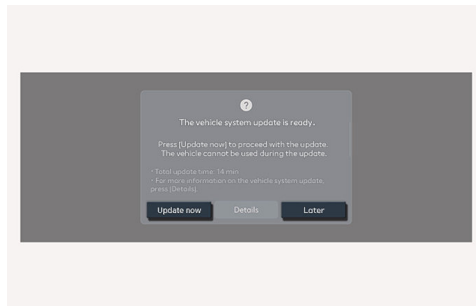 ?
The vehicle system update is ready.
Press [Update now] to proceed with the update.
The vehicle cannot be used during the update.
• Total update time: 14 min
• For more information on the vehicle system update,
press [Details].
Update now
Details
Later